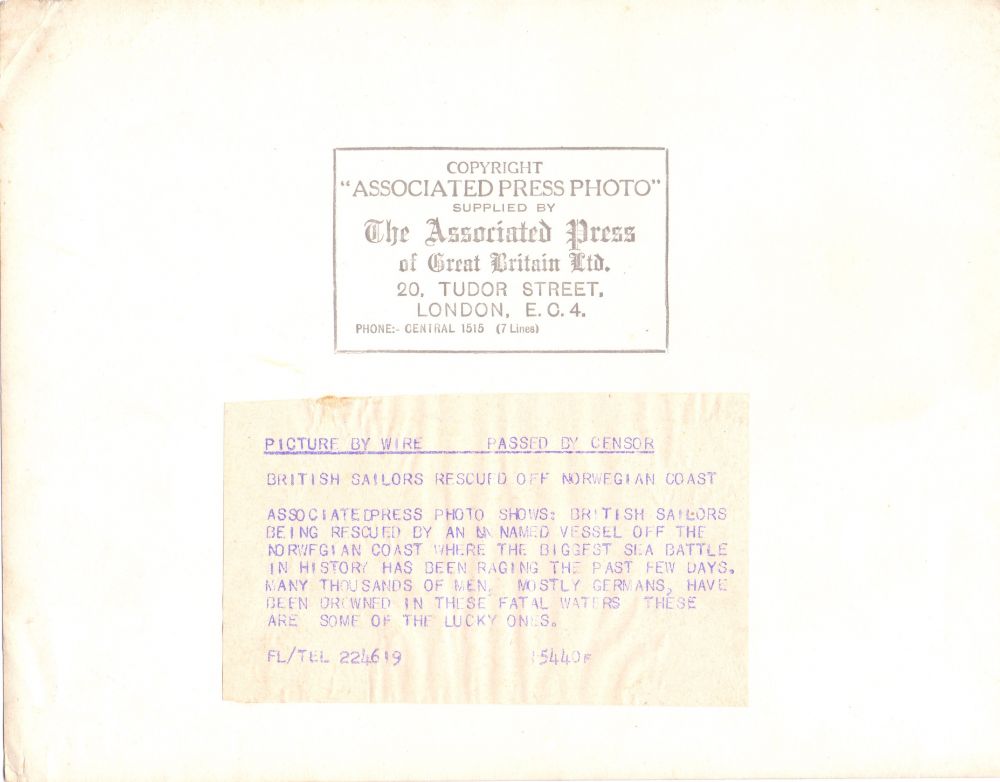 COPYRIGHT
"ASSOCIATED PRESS PHOTO"
SUPPLIED BY
The Associated Press
of Great Britain Ltd.
20, TUDOR STREET,
LONDON, E.C.4.
PHONE:- CENTRAL 1515 (7 Lines)
PICTURE BY WIRE PASSED BY CENSOR
BRITISH SAILORS RESCUED OFF NORWEGIAN COAST
ASSOCIATEDPRESS PHOTO SHOWS: BRITISH SAILORS
BEING RESCUED BY AN UN NAMED VESSEL OFF THE
NORWEGIAN COAST WHERE THE BIGGEST SEA BATTLE
IN HISTORY HAS BEEN RAGING THE PAST FEW DAYS.
MANY THOUSANDS OF MEN, MOSTLY GERMANS, HAVE
BEEN DROWNED IN THESE FATAL WATERS THESE
ARE SOME OF THE LUCKY ONES.
FL/TEL 224619 15440F